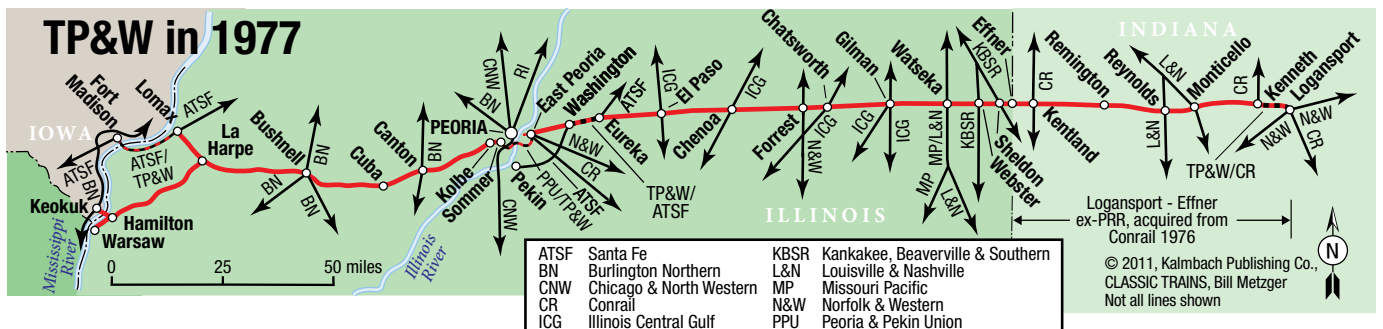 TP&W in 1977
INDIANA
IOWA
ILLINOIS
Fort
Madison
Lomax
ATSF
ATSF
BN
ATSF/
TP&W
La
Harpe
Keokuk
Hamilton
Warsaw
Mississippi
River
Bushnell
BN
BN
BN
Cuba
Canton
BN
Illinois
River
PEORIA
BN
CNW
RI
Kolbe
Sommer
Pekin
CNW
PPU/TP&W
East Peoria
Washington
N&W
CR
ATSF
ATSF
Eureka
TP&W/
ATSF
ICG
El Paso
Chenoa
ICG
Chatsworth
Forrest
N&W
ICG
Gilman
ICG
ICG
Watseka
MP/L&N
MP
L&N
KBSR
KBSR
Effner
Sheldon
Webster
CR
Kentland
Remington
Reynolds
L&N
L&N
Monticello
CR
Kenneth
Logansport
N&W
N&W
CR
TP&W/CR
Logansport - Effner
ex-PRR, acquired from
Conrail 1976
0 25 50 miles
N
© 2011, Kalmbach Publishing Co.,
CLASSIC TRAINS, Bill Metzger
Not all lines shown
ATSF Santa Fe
BN Burlington Northern
CNW Chicago & North Western
CR Conrail
ICG Illinois Central Gulf
KBSR Kankakee, Beaverville & Southern
L&N Louisville & Nashville
MP Missouri Pacific
N&W Norfolk & Western
PPU Peoria & Pekin Union